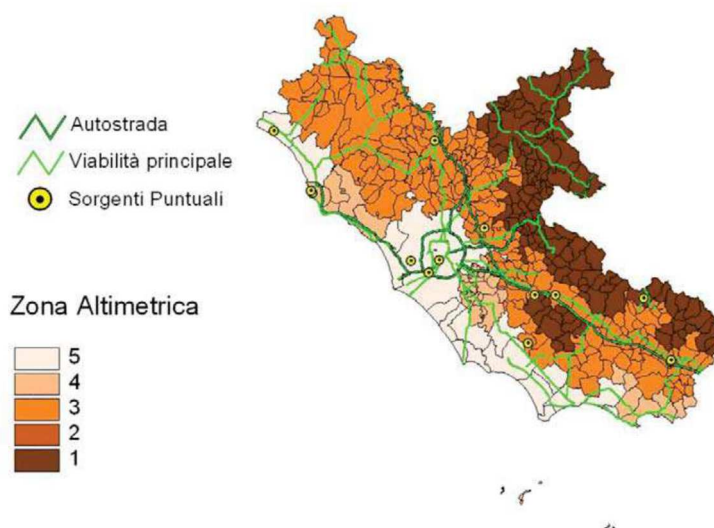 Autostrada
Viabilità principale
Sorgenti Puntuali
Zona Altimetrica
5
4
3
2
1